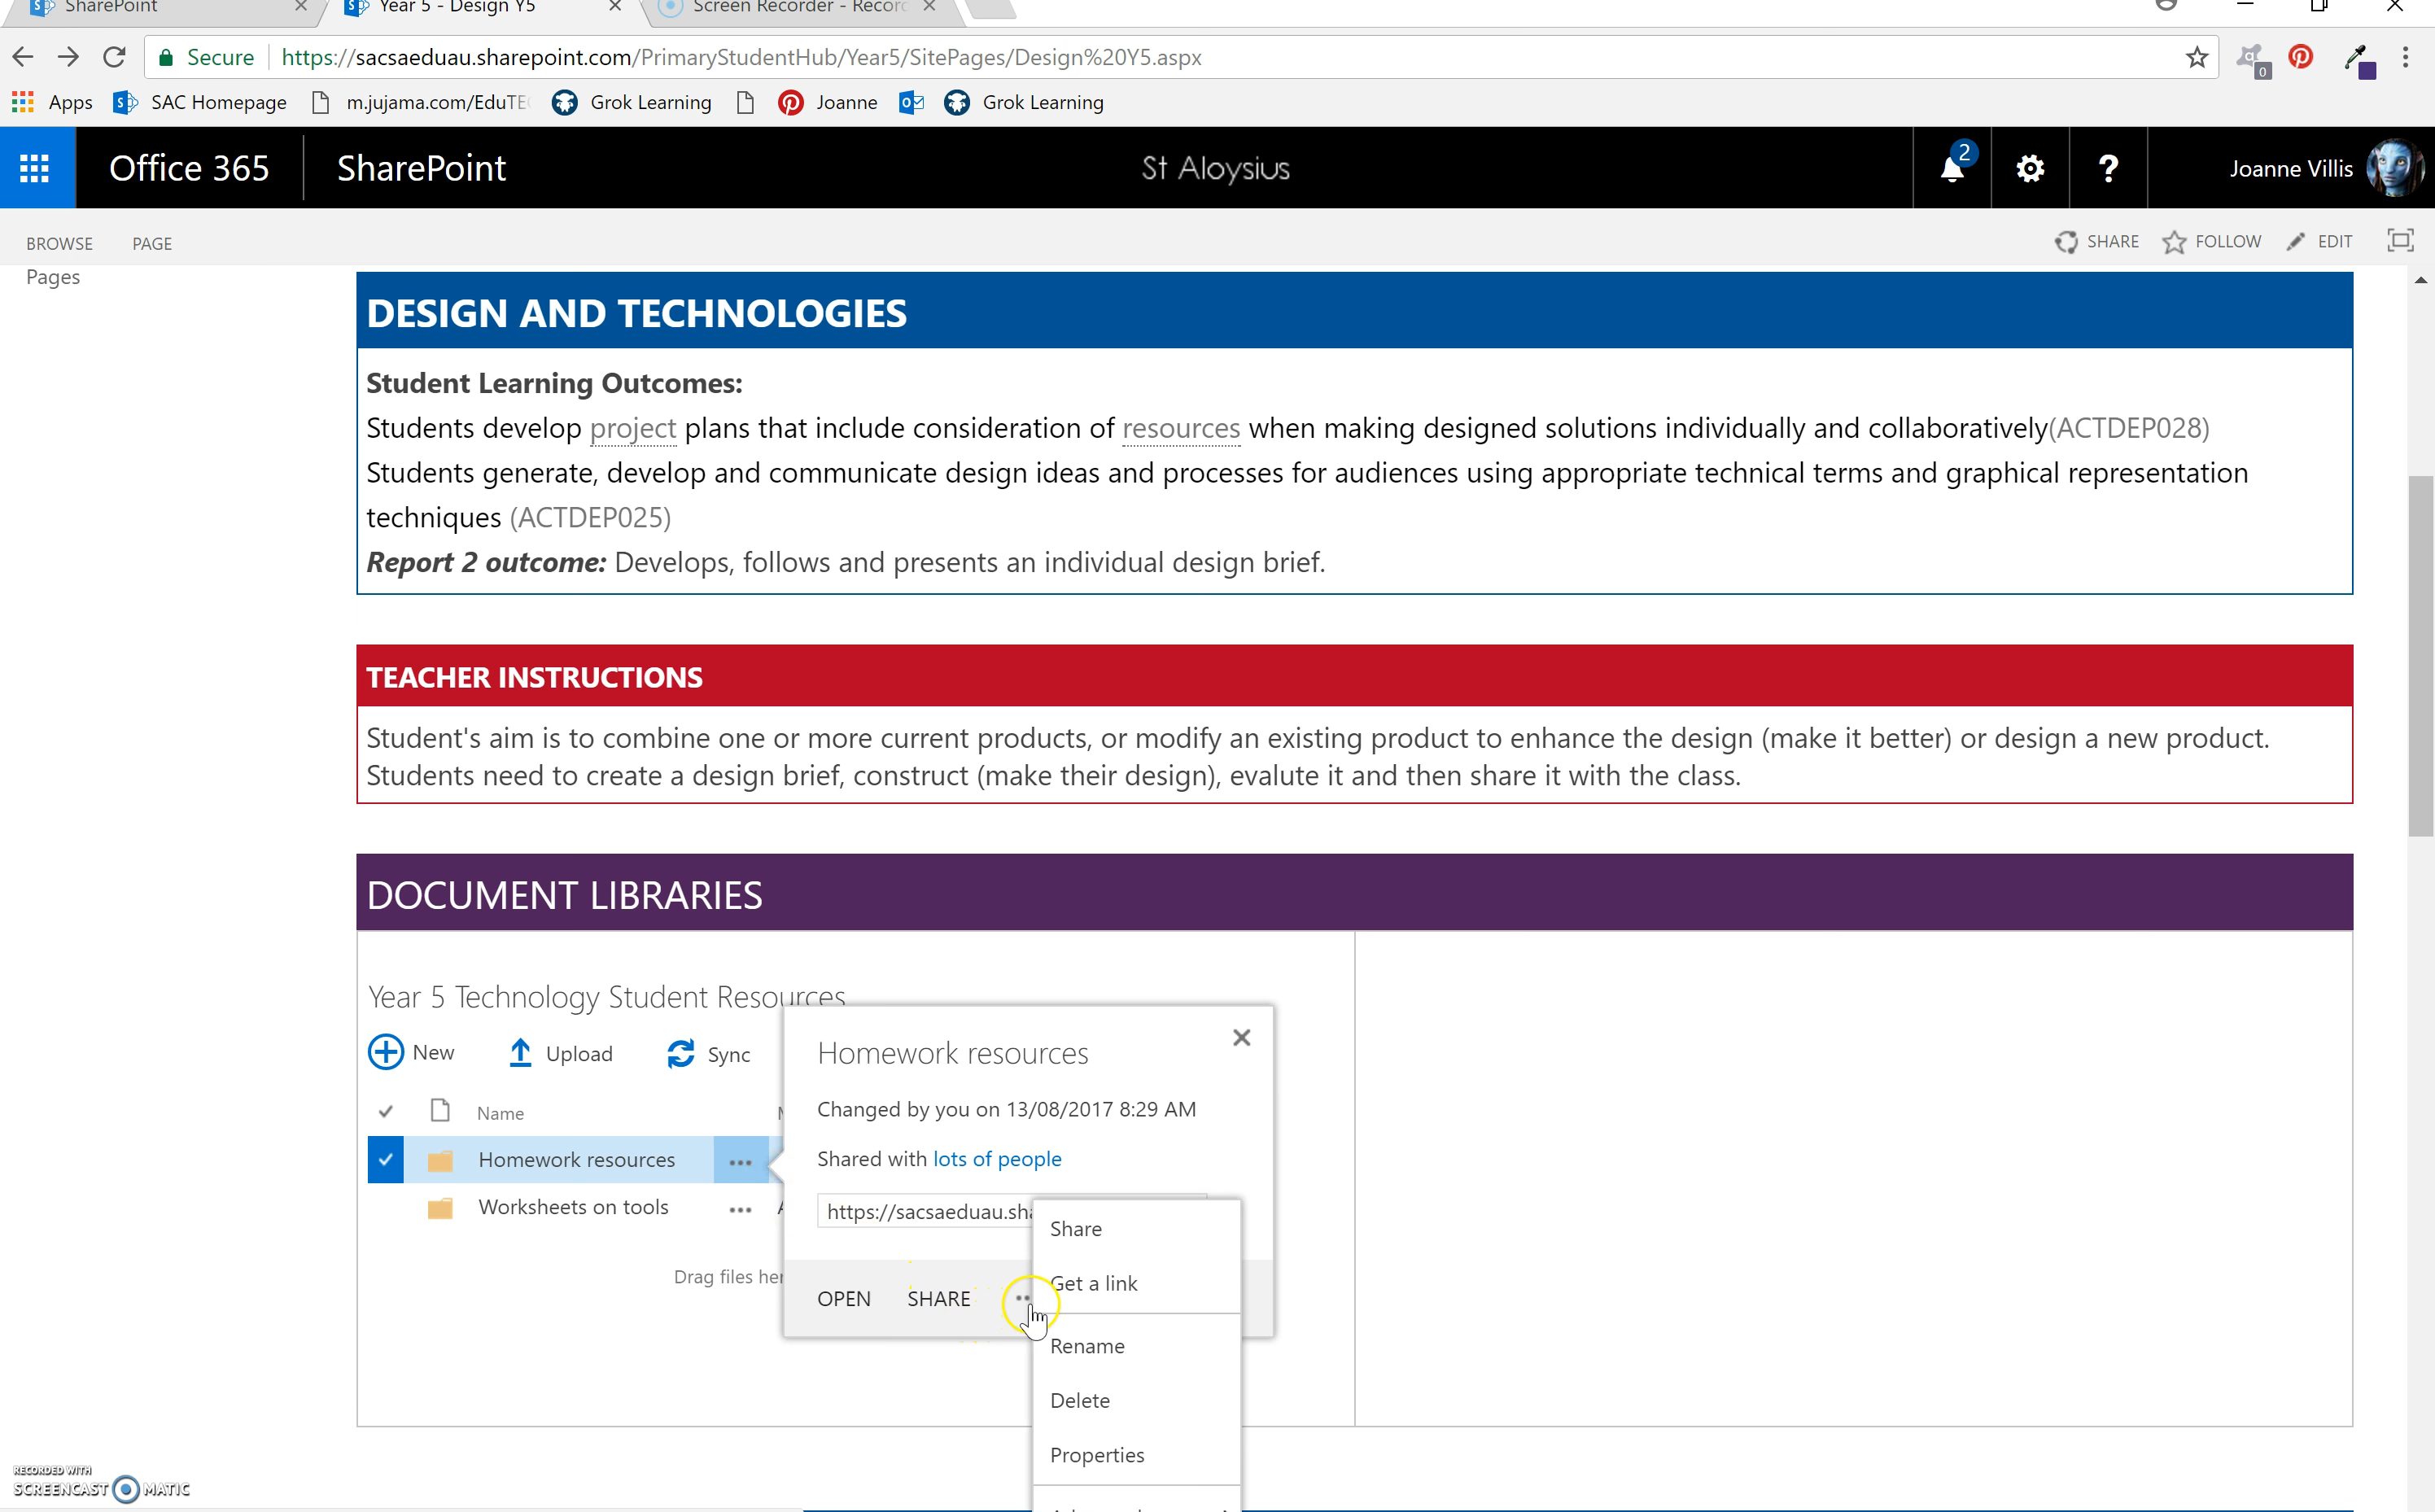 SharePoint
Year 5 - Design Y5
Screen Recorder - Recor
Secure
https://sacsaeduau.sharepoint.com/PrimaryStudentHub/Year5/SitePages/Design%20Y5.aspx
0
Apps
SAC Homepage
m.jujama.com/EduTE
Grok Learning
Joanne
Grok Learning
Office 365
SharePoint
St Aloysius
2
?
Joanne Villis
BROWSE
PAGE
SHARE
FOLLOW
EDIT
Pages
DESIGN AND TECHNOLOGIES
Student Learning Outcomes:
Students develop project plans that include consideration of resources when making designed solutions individually and collaboratively(ACTDEP028)
Students generate, develop and communicate design ideas and processes for audiences using appropriate technical terms and graphical representation
techniques (ACTDEP025)
Report 2 outcome: Develops, follows and presents an individual design brief.
TEACHER INSTRUCTIONS
Student's aim is to combine one or more current products, or modify an existing product to enhance the design (make it better) or design a new product.
Students need to create a design brief, construct (make their design), evalute it and then share it with the class.
DOCUMENT LIBRARIES
Year 5 Technology Student Resources
New
Upload
Sync
Name
Homework resources
Worksheets on tools
Drag files her
Homework resources
Changed by you on 13/08/2017 8:29 AM
Shared with lots of people
https://sacsaeduau.sha
OPEN
SHARE
Share
Get a link
Rename
Delete
Properties
RECORDED WITH
SCREENCAST MATIC